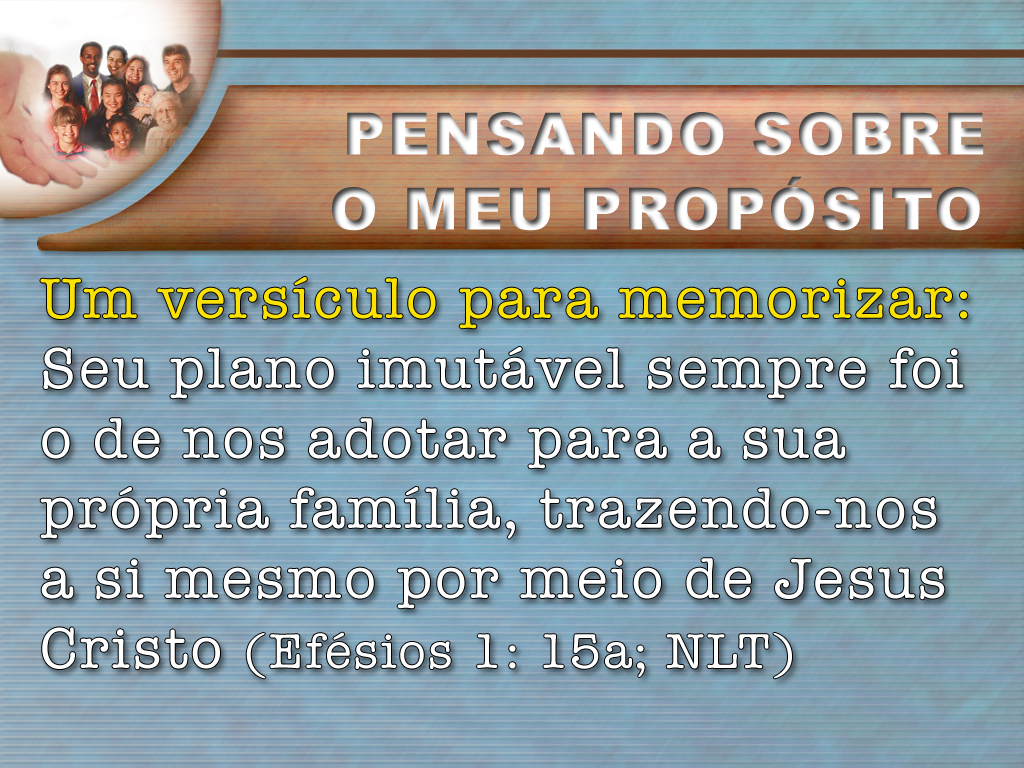 PENSANDO SOBRE
O MEU PROPÓSITO
Um versículo para memorizar:
Seu plano imutável sempre foi
o de nos adotar para a sua
própria família, trazendo-nos
a si mesmo por meio de Jesus
Cristo (Efésios 1: 15a; NLT)